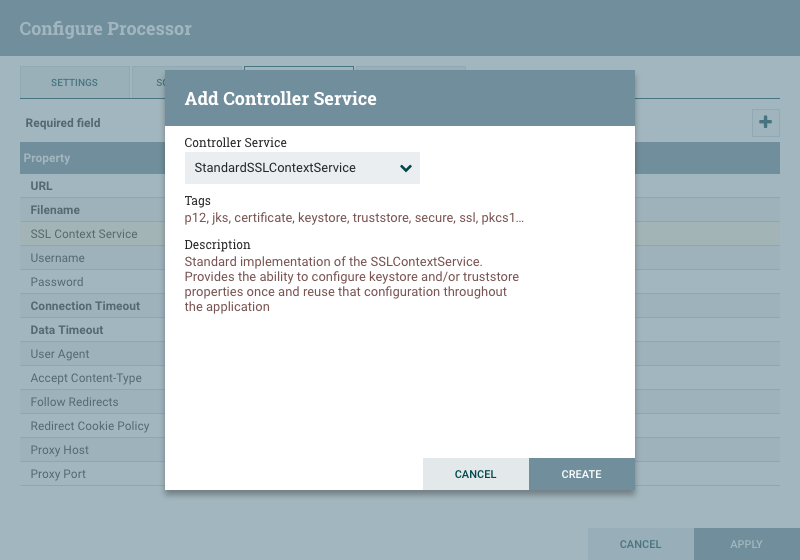 Configure Processor
SETTINGS
Required field
Property
URL
Filename
SSL Context Service
Username
Password
Connection Timeout
Data Timeout
User Agent
Accept Content-Type
Follow Redirects
Redirect Cookie Policy
Proxy Host
Proxy Port
Add Controller Service
Controller Service
StandardSSLContextService
Tags
p12, jks, certificate, keystore, truststore, secure, ssl, pkcs1...
Description
Standard implementation of the SSLContextService.
Provides the ability to configure keystore and/or truststore
properties once and reuse that configuration throughout
the application
CANCEL CREATE
CANCEL APPLY